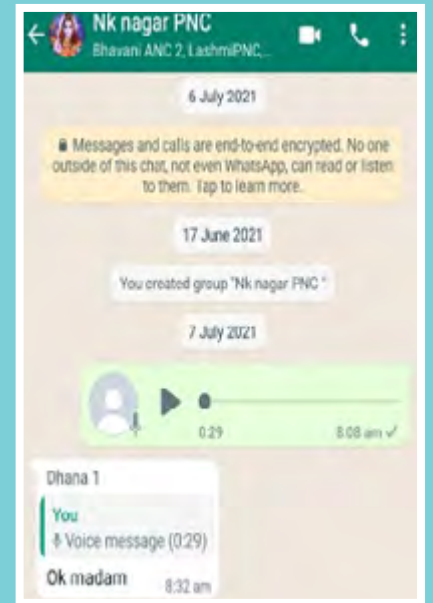 Nk nagar PNC
Bhavani ANC 2, LashmiPNC,...
6 July 2021
Messages and calls are end-to-end encrypted. No one
outside of this chat, not even WhatsApp, can read or listen
to them. Tap to learn more.
17 June 2021
You created group "Nk nagar PNC "
7 July 2021
0:29
8:08 am
Dhana 1
You
Voice message (0:29)
Ok madam
8:32 am